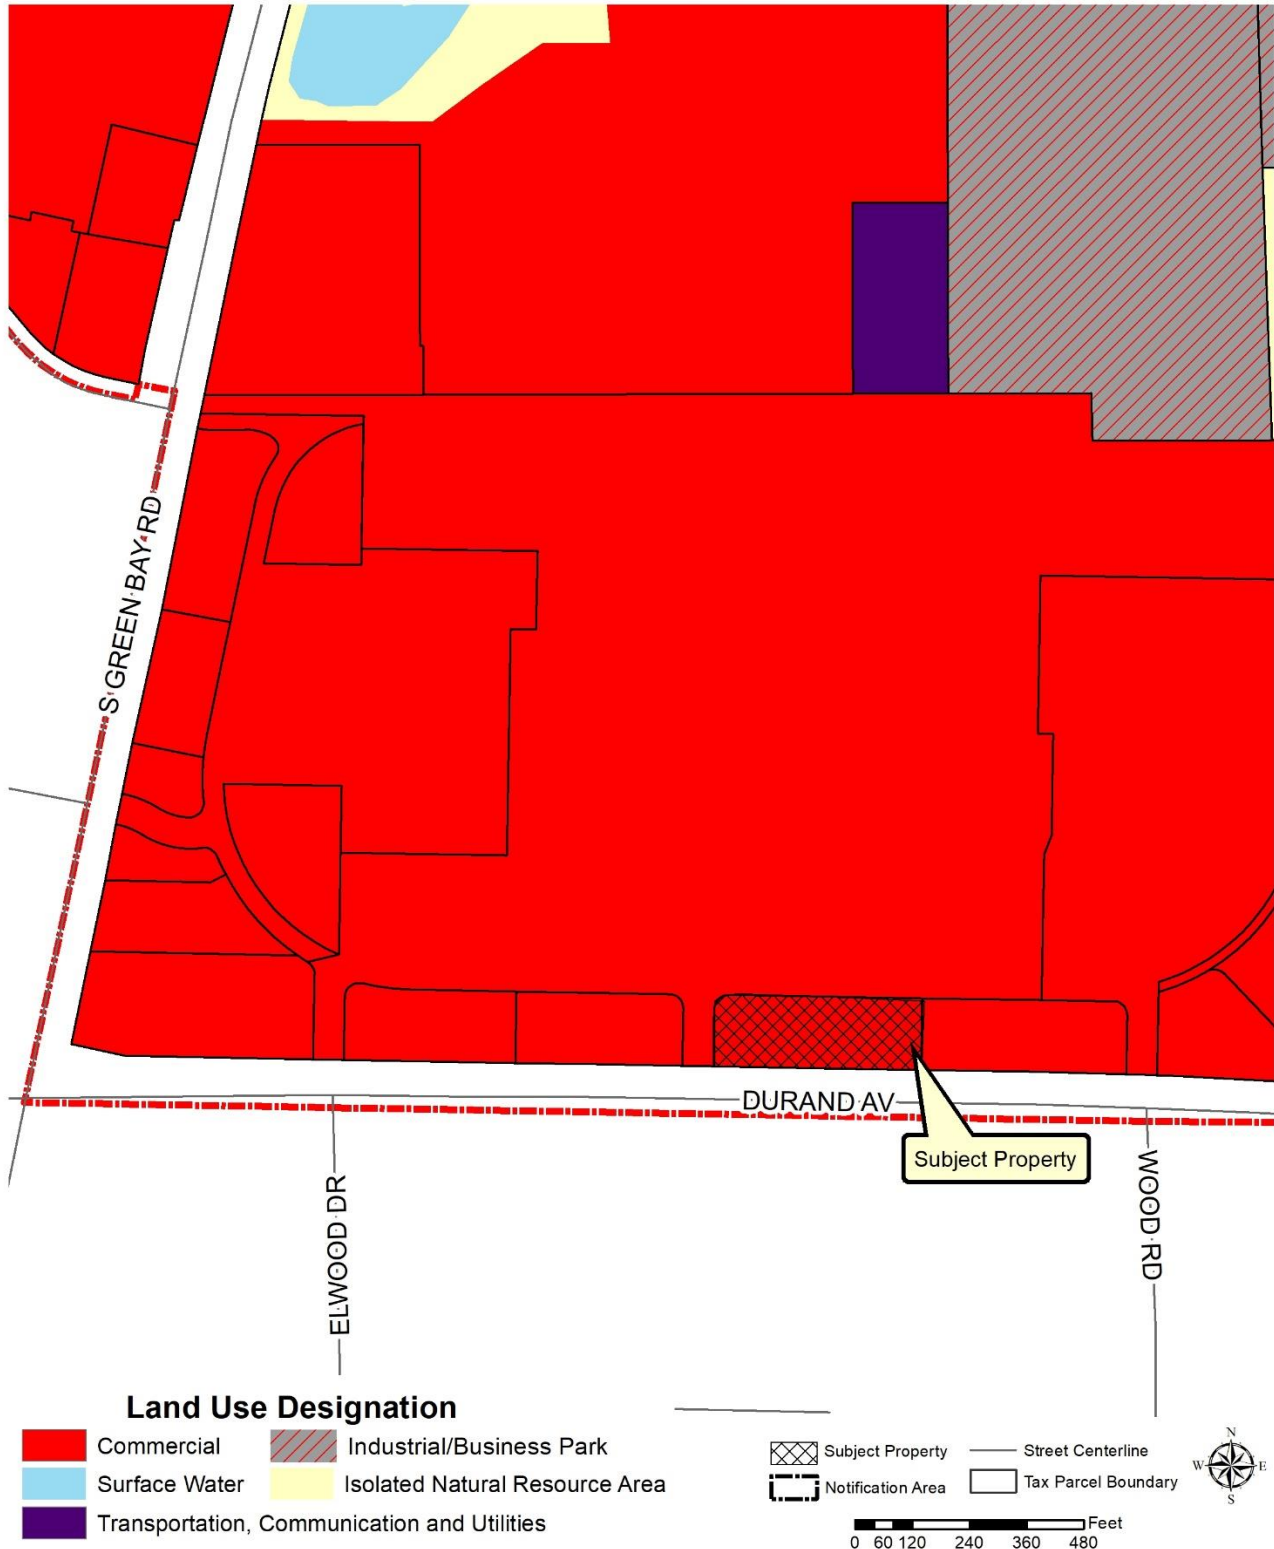 S GREEN BAY RD
DURAND AV
Subject Property
ELWOOD DR
WOOD RD
Land Use Designation
Commercial
Industrial/Business Park
Surface Water
Isolated Natural Resource Area
Transportation, Communication and Utilities
Subject Property
Street Centerline
Notification Area
Tax Parcel Boundary
N
W E
S
Feet
0 60 120 240 360 480